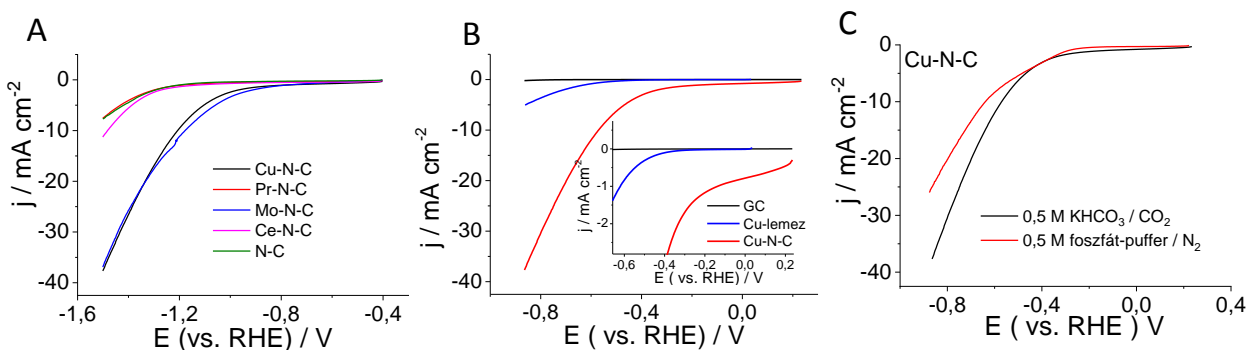 A
j / mA cm⁻²
0
-10
-20
-30
-40
Cu-N-C
Pr-N-C
Mo-N-C
Ce-N-C
N-C
-1,6
-1,2
-0,8
-0,4
E (vs. RHE) / V
B
j / mA cm⁻²
0
-10
-20
-30
-40
j / mA cm⁻²
0
-1
-2
GC
Cu-lemez
Cu-N-C
-0,6
-0,4
-0,2
0,0
0,2
E ( vs. RHE) / V
-0,8
-0,4
0,0
E ( vs. RHE) / V
C
Cu-N-C
j / mA cm⁻²
0
-10
-20
-30
-40
0,5 M KHCO₃ / CO₂
0,5 M foszfát-puffer / N₂
-0,8
-0,4
0,0
0,4
E ( vs. RHE ) V